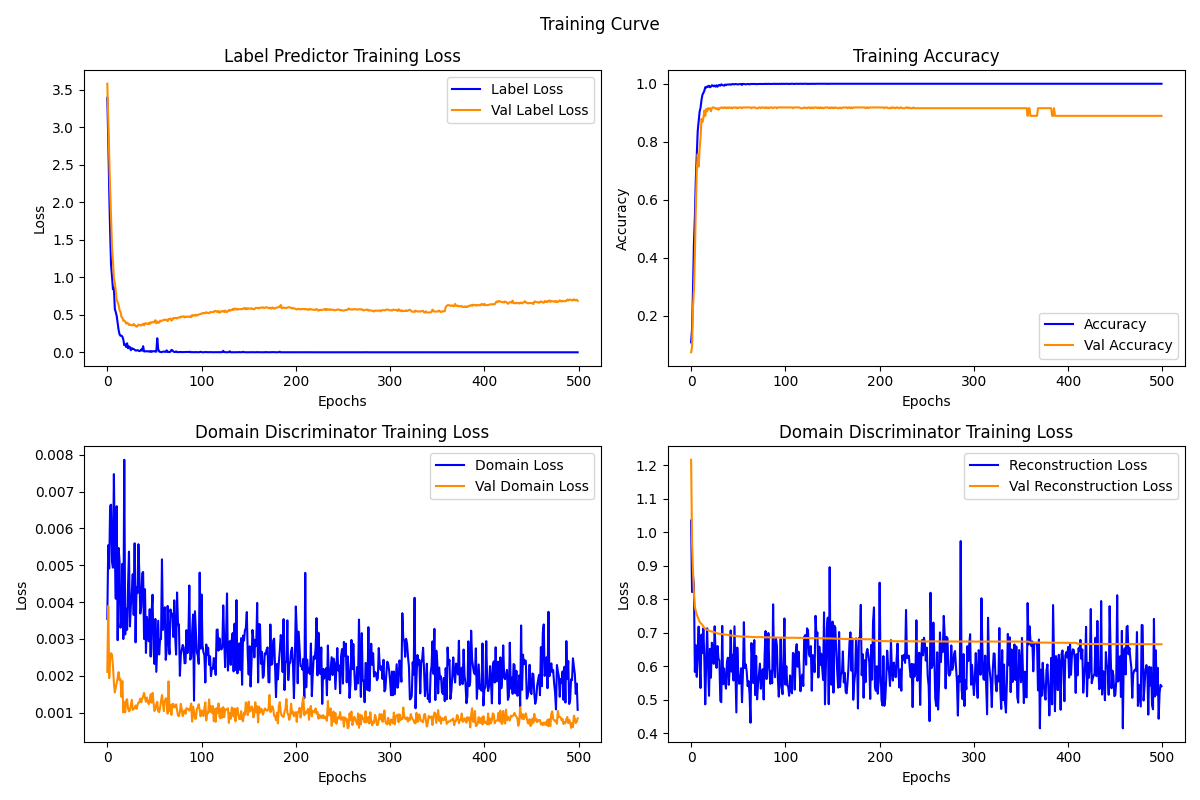 Training Curve
Label Predictor Training Loss
Loss
3.5
3.0
2.5
2.0
1.5
1.0
0.5
0.0
Label Loss
Val Label Loss
0
100
200
300
400
500
Epochs
Training Accuracy
Accuracy
1.0
0.8
0.6
0.4
0.2
Accuracy
Val Accuracy
0
100
200
300
400
500
Epochs
Domain Discriminator Training Loss
Loss
0.008
0.007
0.006
0.005
0.004
0.003
0.002
0.001
Domain Loss
Val Domain Loss
0
100
200
300
400
500
Epochs
Domain Discriminator Training Loss
Loss
1.2
1.1
1.0
0.9
0.8
0.7
0.6
0.5
0.4
Reconstruction Loss
Val Reconstruction Loss
0
100
200
300
400
500
Epochs